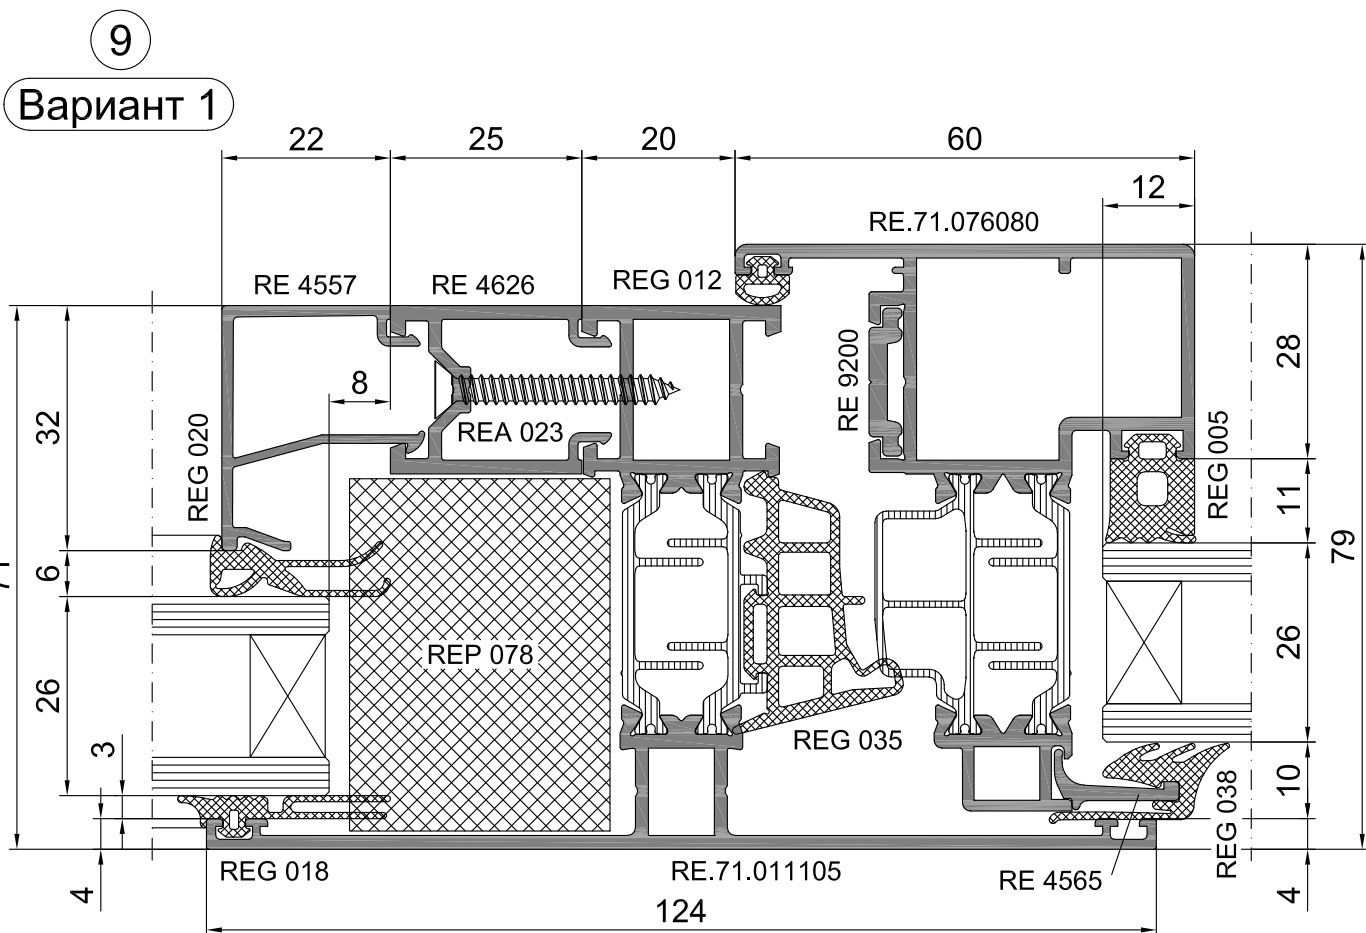 9
Вариант 1
22
25
20
60
12
RE.71.076080
RE 4557
RE 4626
REG 012
8
RE 9200
28
32
REG 020
REA 023
REG 005
11
79
71
6
REP 078
26
26
3
REG 035
10
REG 038
REG 018
RE.71.011105
RE 4565
4
4
124